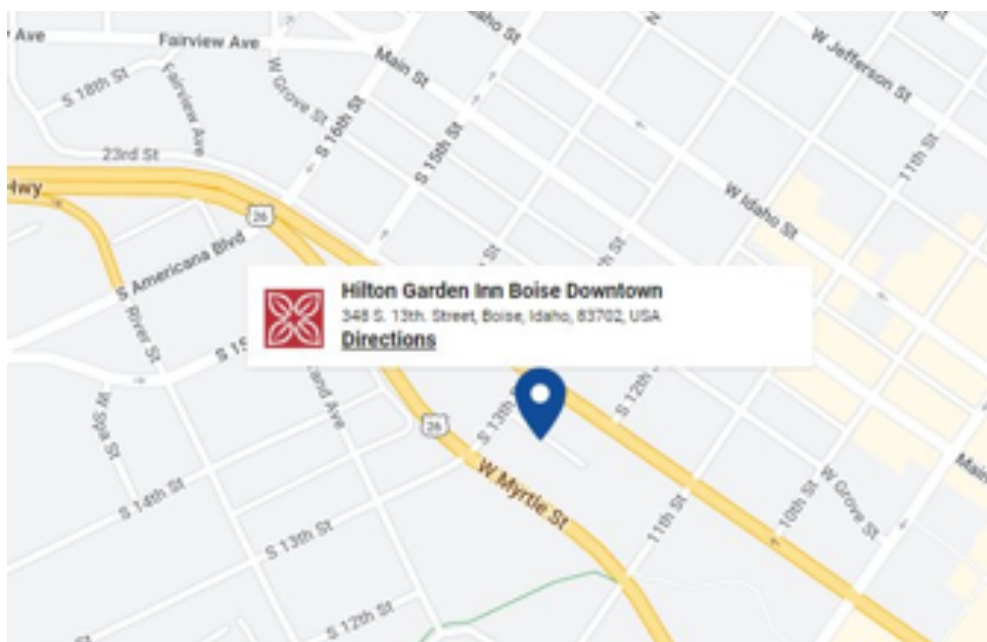 Ave
Fairview Ave
Main St
W Jefferson St
S 18th St
Fairview Ave
W Grove St
S 16th St
S 15th St
11th St
23rd St
Hwy
26
W Idaho St
S Americana Blvd
Hilton Garden Inn Boise Downtown
348 S. 13th. Street, Boise, Idaho, 83702, USA
Directions
River St
Ave
W Spa St
26
S 13th
S 12th St
Main
W Myrtle St
W Grove St
S 14th St
11th St
10th St
S 13th St
S 12th St